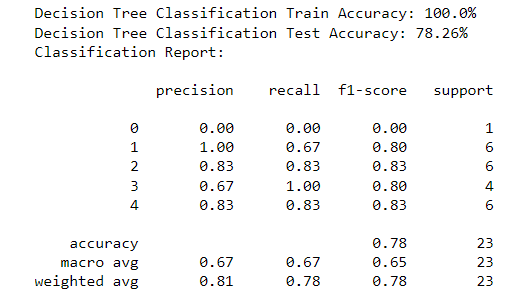 Decision Tree Classification Train Accuracy: 100.0%
Decision Tree Classification Test Accuracy: 78.26%
Classification Report:
precision recall f1-score support
0 0.00 0.00 0.00 1
1 1.00 0.67 0.80 6
2 0.83 0.83 0.83 6
3 0.67 1.00 0.80 4
4 0.83 0.83 0.83 6
accuracy 0.78 23
macro avg 0.67 0.67 0.65 23
weighted avg 0.81 0.78 0.78 23